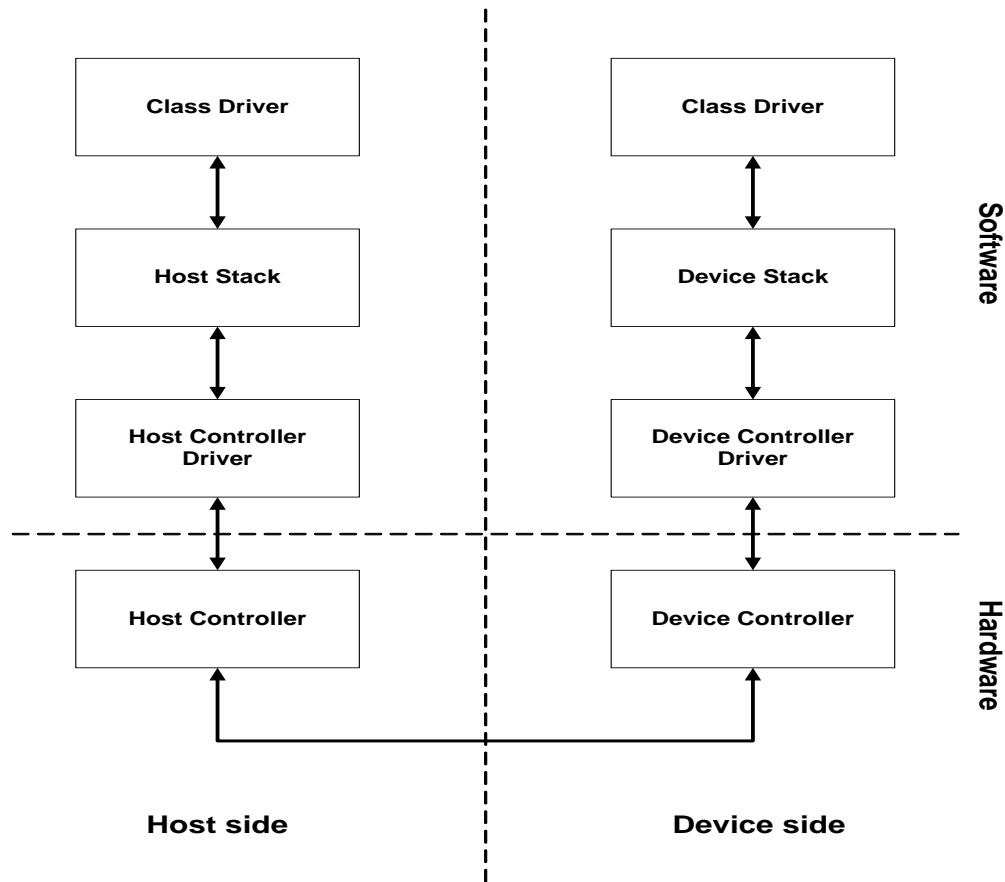 Class Driver
Class Driver
Host Stack
Device Stack
Software
Host Controller
Driver
Device Controller
Driver
Host Controller
Device Controller
Hardware
Host side
Device side